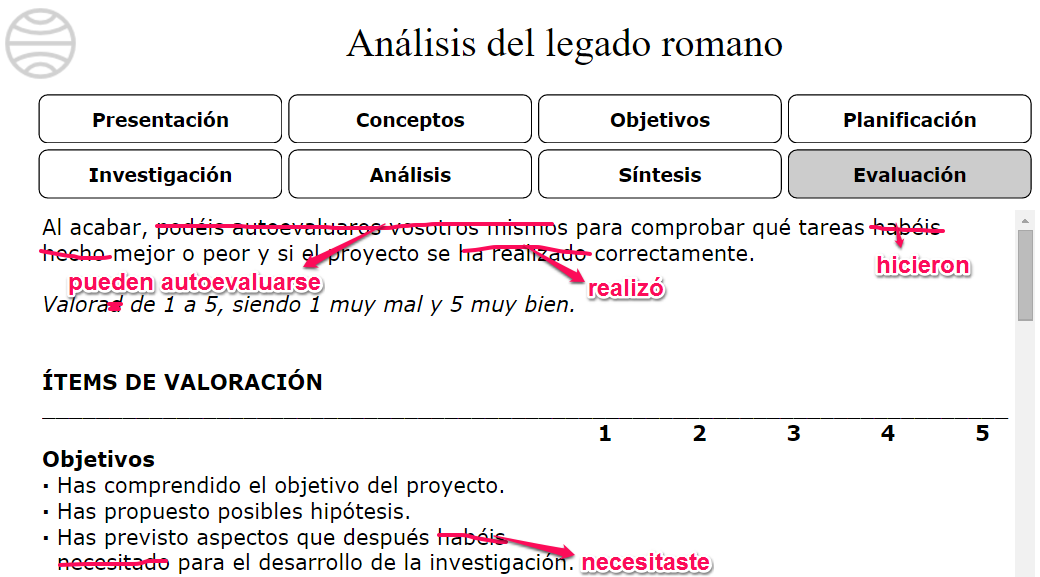 Análisis del legado romano
Presentación Conceptos Objetivos Planificación
Investigación Análisis Síntesis Evaluación
Al acabar, podéis autoevaluaros vosotros mismos para comprobar qué tareas habéis
hecho mejor o peor y si el proyecto se ha realizado correctamente.
hicieron
pueden autoevaluarse
realizó
Valorad de 1 a 5, siendo 1 muy mal y 5 muy bien.
ÍTEMS DE VALORACIÓN
1 2 3 4 5
Objetivos
· Has comprendido el objetivo del proyecto.
· Has propuesto posibles hipótesis.
· Has previsto aspectos que después habéis
necesitado para el desarrollo de la investigación.
necesitaste